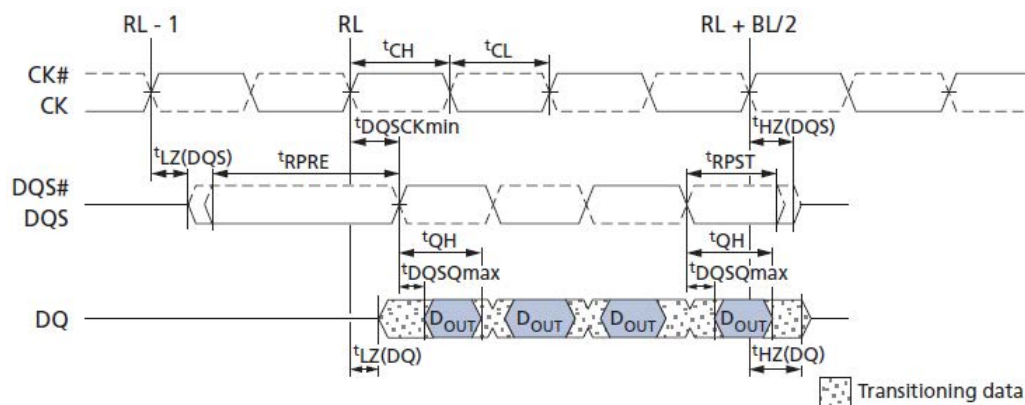 RL - 1
RL
RL + BL/2
tCH
tCL
CK#
CK
tDQSCKmin
tHZ(DQS)
tLZ(DQS)
tRPRE
tRPST
DQS#
DQS
tQH
tQH
tDQSQmax
tDQSQmax
DQ
DOUT
DOUT
DOUT
DOUT
tLZ(DQ)
tHZ(DQ)
Transitioning data